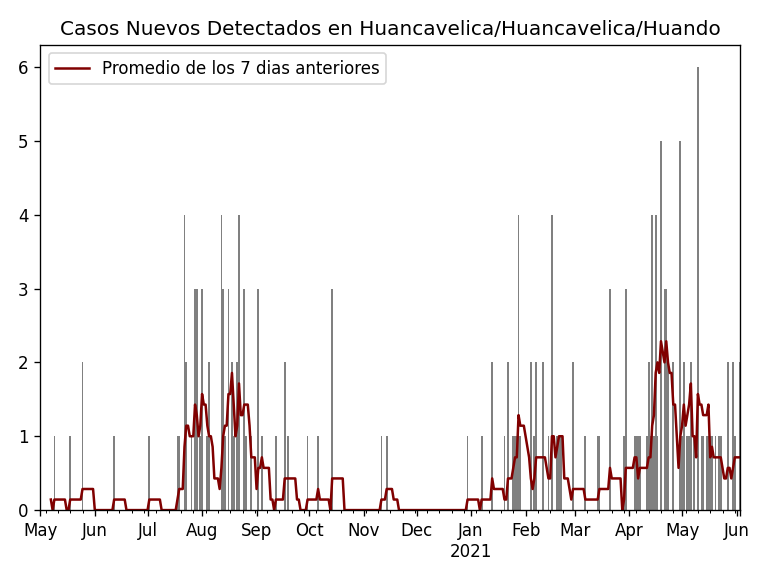 Casos Nuevos Detectados en Huancavelica/Huancavelica/Huando
Promedio de los 7 dias anteriores
6
5
4
3
2
1
0
May Jun Jul Aug Sep Oct Nov Dec Jan Feb Mar Apr May Jun
2021